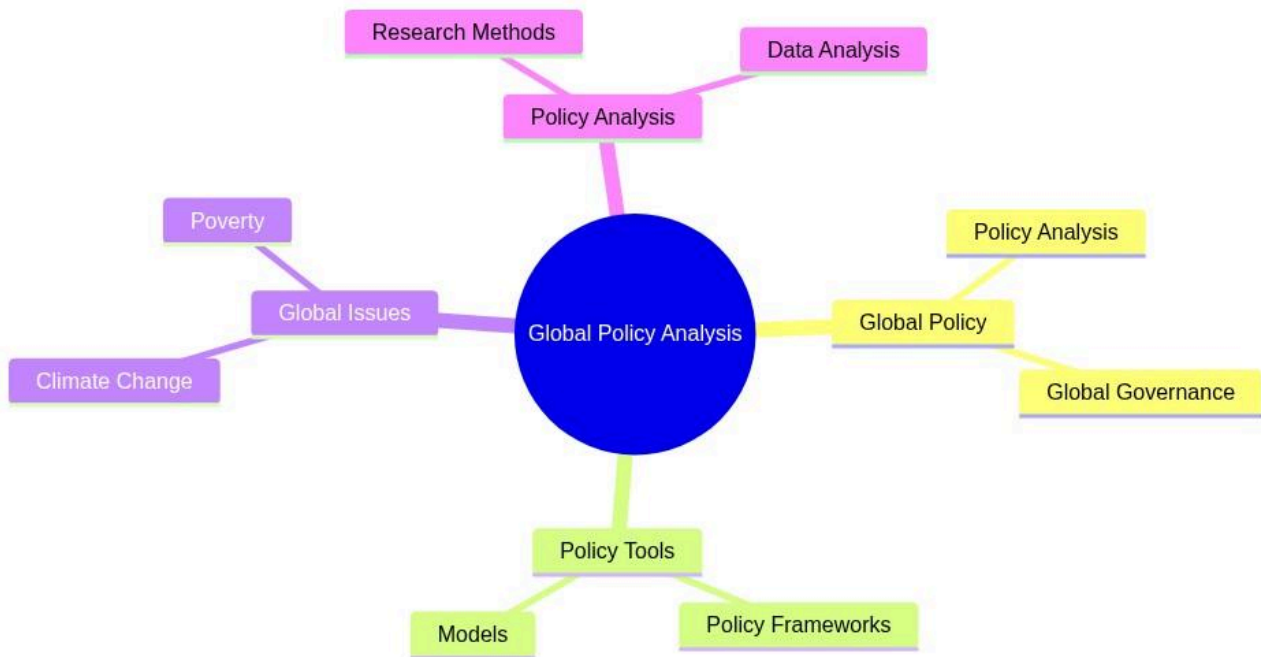 Research Methods
Data Analysis
Policy Analysis
Poverty
Policy Analysis
Global Issues
Global Policy Analysis
Global Policy
Climate Change
Global Governance
Policy Tools
Models
Policy Frameworks